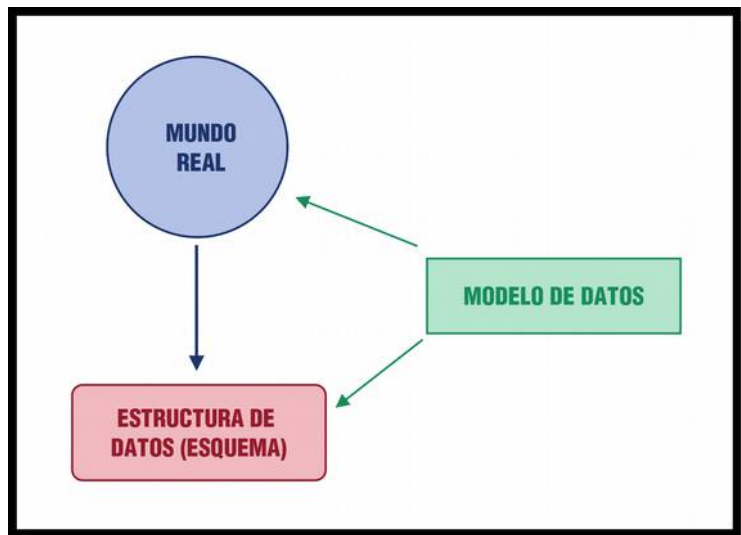 MUNDO
REAL
MODELO DE DATOS
ESTRUCTURA DE
DATOS (ESQUEMA)